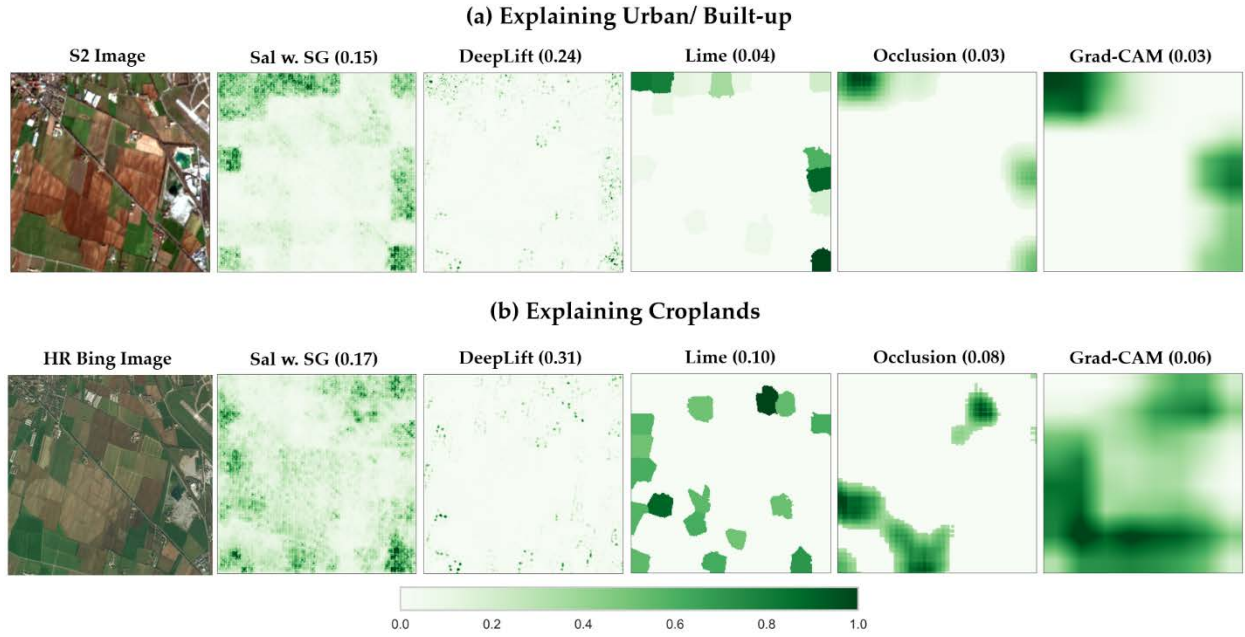 (a) Explaining Urban/ Built-up
S2 Image Sal w. SG (0.15) DeepLift (0.24) Lime (0.04) Occlusion (0.03) Grad-CAM (0.03)
(b) Explaining Croplands
HR Bing Image Sal w. SG (0.17) DeepLift (0.31) Lime (0.10) Occlusion (0.08) Grad-CAM (0.06)
0.0 0.2 0.4 0.6 0.8 1.0